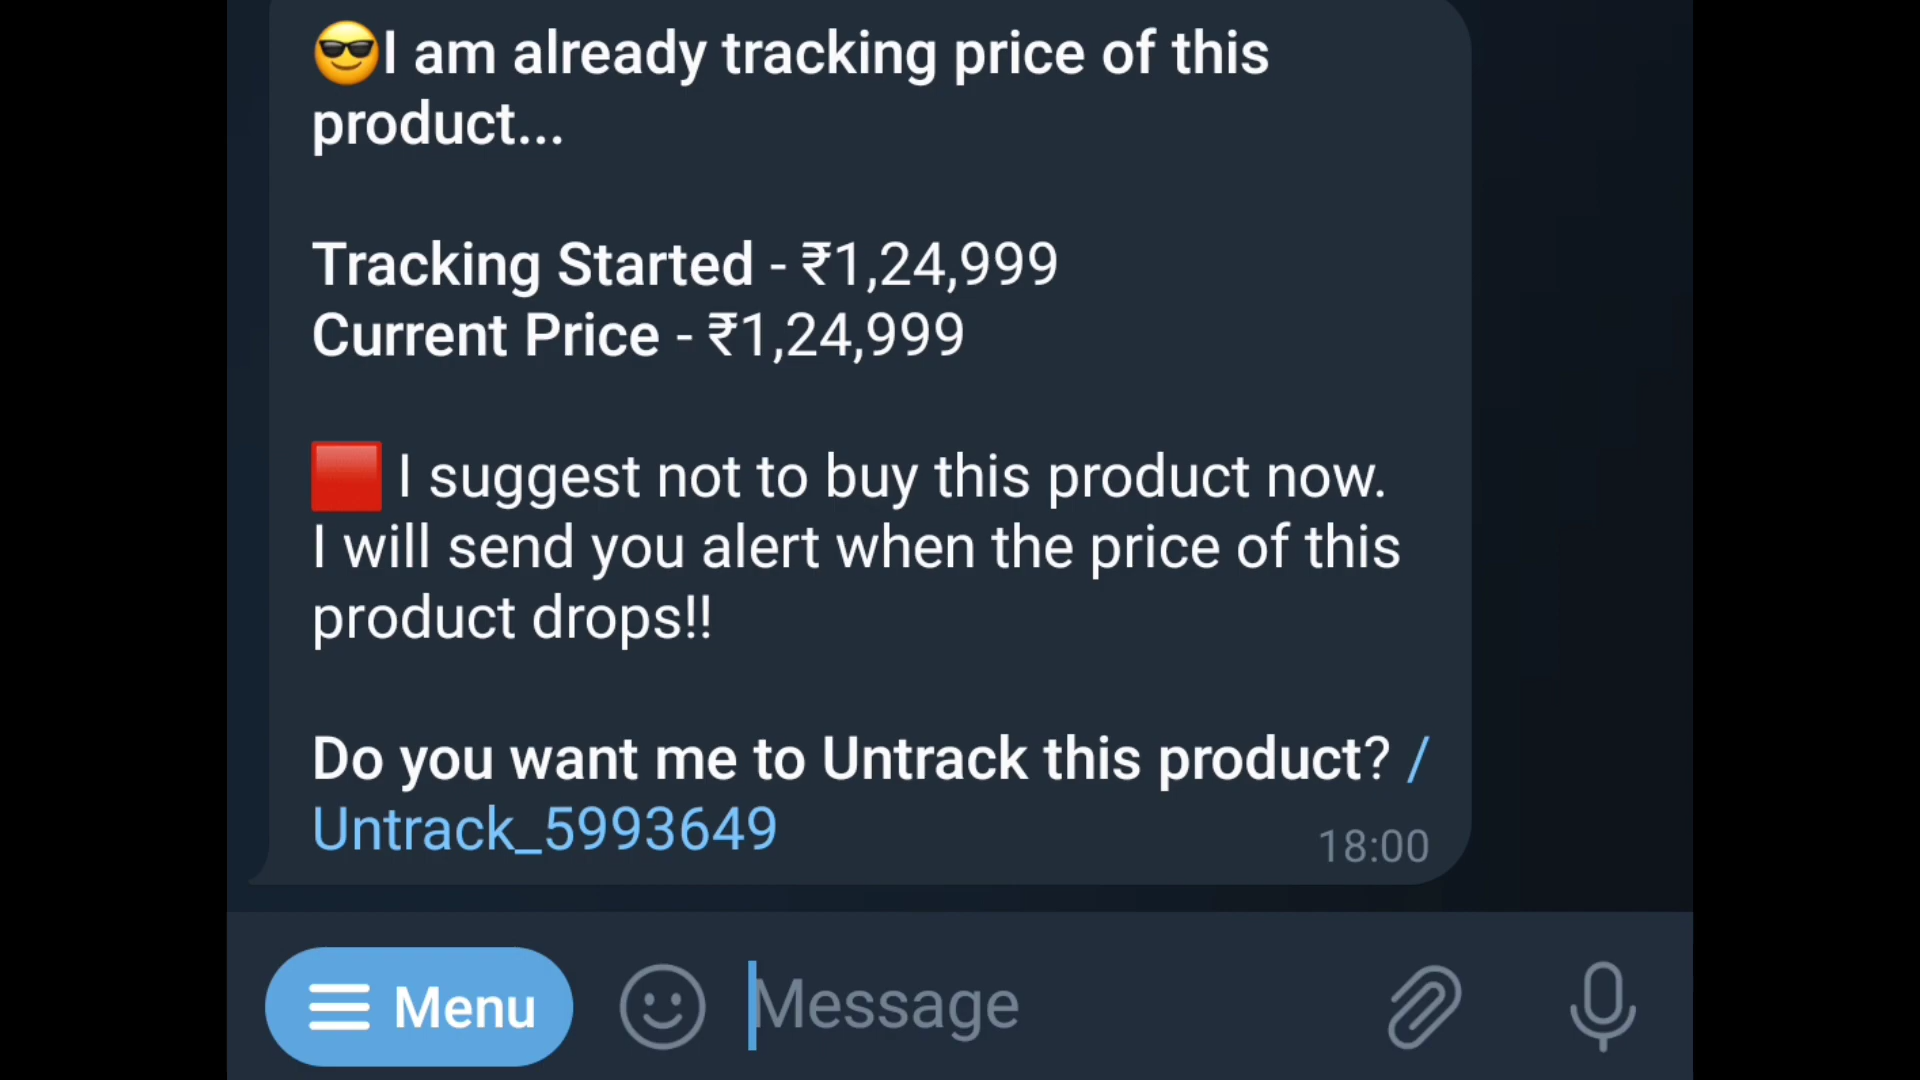 😎I am already tracking price of this
product...
Tracking Started - ₹1,24,999
Current Price - ₹1,24,999
🟥 I suggest not to buy this product now.
I will send you alert when the price of this
product drops!!
Do you want me to Untrack this product? /
Untrack_5993649
18:00
Menu
Message